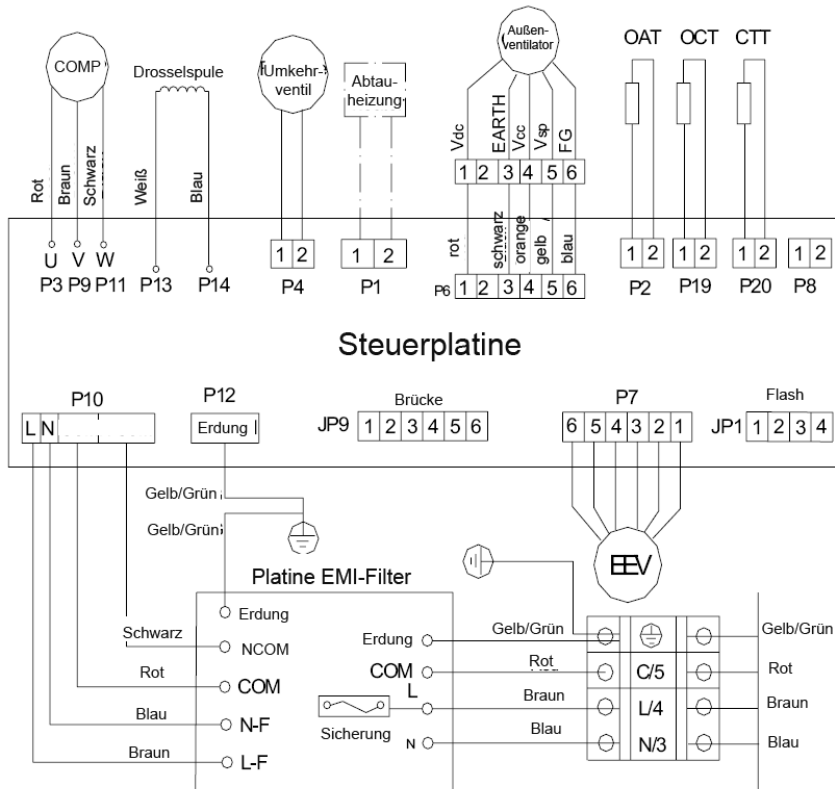 COMP
Drosselspule
Umkehr-
ventil
Abtau-
heizung
Außen-
ventilator
OAT OCT CTT
Rot
Braun
Schwarz
Weiß
Blau
Vdc
EARTH
Vcc
Vsp
FG
1 2 3 4 5 6
rot
schwarz
orange
gelb
blau
U V W
P3 P9 P11 P13 P14
1 2
P4
1 2
P1
P6 1 2 3 4 5 6
1 2
P2
1 2
P19
1 2
P20
1 2
P8
Steuerplatine
P10
L N
P12
Erdung
Brücke
JP9 1 2 3 4 5 6
P7
6 5 4 3 2 1
Flash
JP1 1 2 3 4
Gelb/Grün
Gelb/Grün
EEV
Platine EMI-Filter
Erdung
Schwarz NCOM
Rot COM
Blau N-F
Braun L-F
Erdung Gelb/Grün Gelb/Grün
COM Rot C/5 Rot
L Braun L/4 Braun
Sicherung
N Blau N/3 Blau